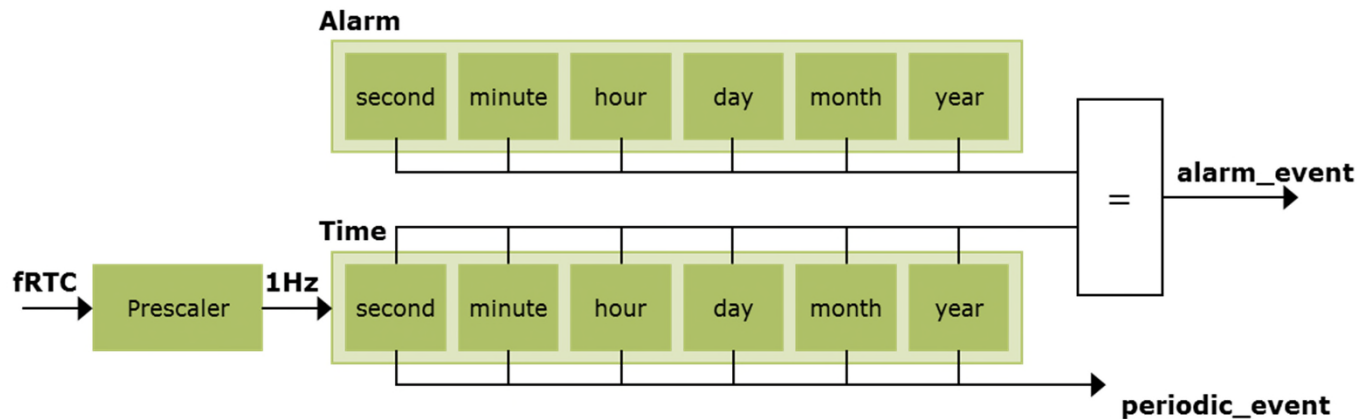 Alarm
second minute hour day month year
alarm_event
=
Time
fRTC 1Hz
Prescaler second minute hour day month year
periodic_event